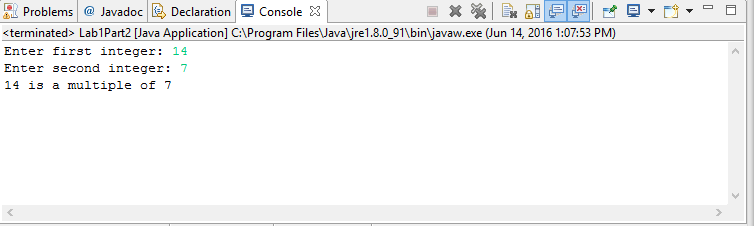 Problems @ Javadoc Declaration Console
<terminated> Lab1Part2 [Java Application] C:\Program Files\Java\jre1.8.0_91\bin\javaw.exe (Jun 14, 2016 1:07:53 PM)
Enter first integer: 14
Enter second integer: 7
14 is a multiple of 7